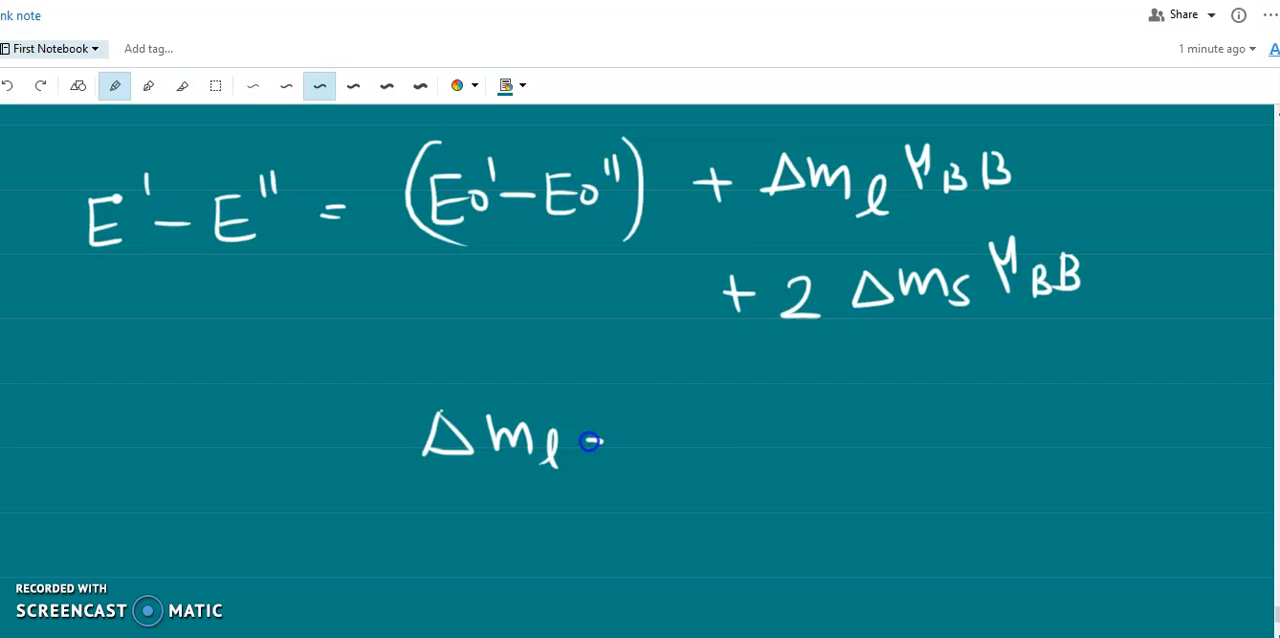 nk note
Share
First Notebook
Add tag...
1 minute ago
E' - E'' = (E0' - E0'') + Δml μB B
+ 2 Δms μB B
Δml =
RECORDED WITH
SCREENCAST MATIC